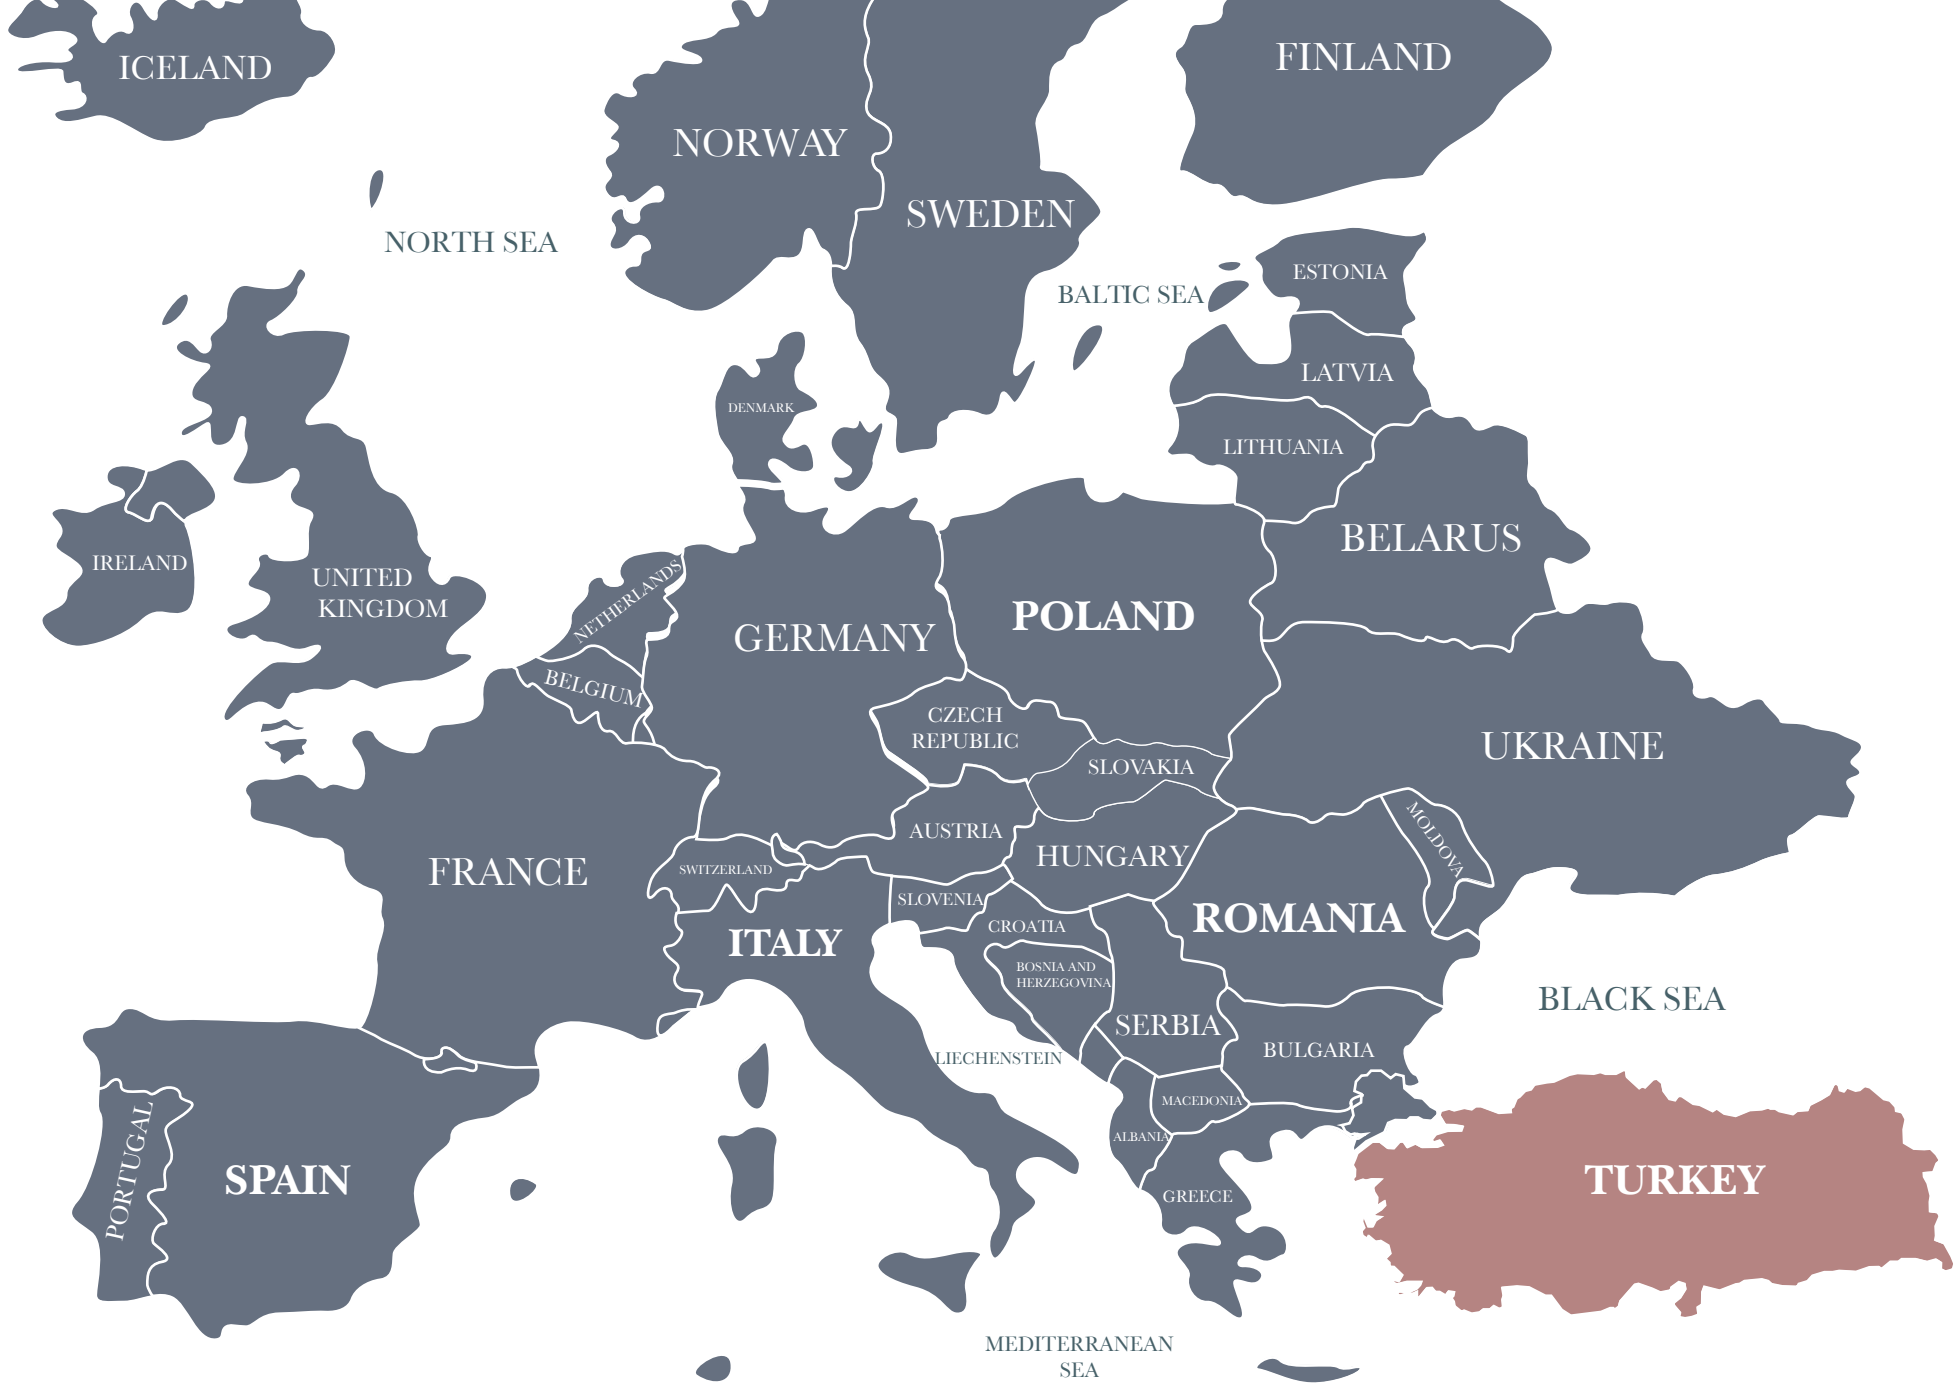 ICELAND
FINLAND
NORWAY
SWEDEN
NORTH SEA
ESTONIA
BALTIC SEA
LATVIA
DENMARK
LITHUANIA
BELARUS
IRELAND
UNITED
KINGDOM
NETHERLANDS
POLAND
GERMANY
BELGIUM
CZECH
REPUBLIC
UKRAINE
SLOVAKIA
MOLDOVA
AUSTRIA
HUNGARY
FRANCE
SWITZERLAND
SLOVENIA
ROMANIA
CROATIA
ITALY
BOSNIA AND
HERZEGOVINA
BLACK SEA
SERBIA
BULGARIA
LIECHENSTEIN
MACEDONIA
ALBANIA
PORTUGAL
SPAIN
TURKEY
GREECE
MEDITERRANEAN
SEA